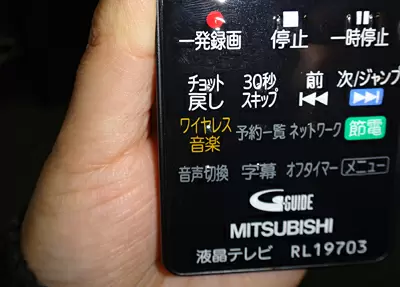 一発録画 停止 一時停止
チョット戻し 30秒スキップ 前 次/ジャンプ
ワイヤレス音楽 予約一覧 ネットワーク 節電
音声切換 字幕 オフタイマー メニュー
G-GUIDE
MITSUBISHI
液晶テレビ RL19703